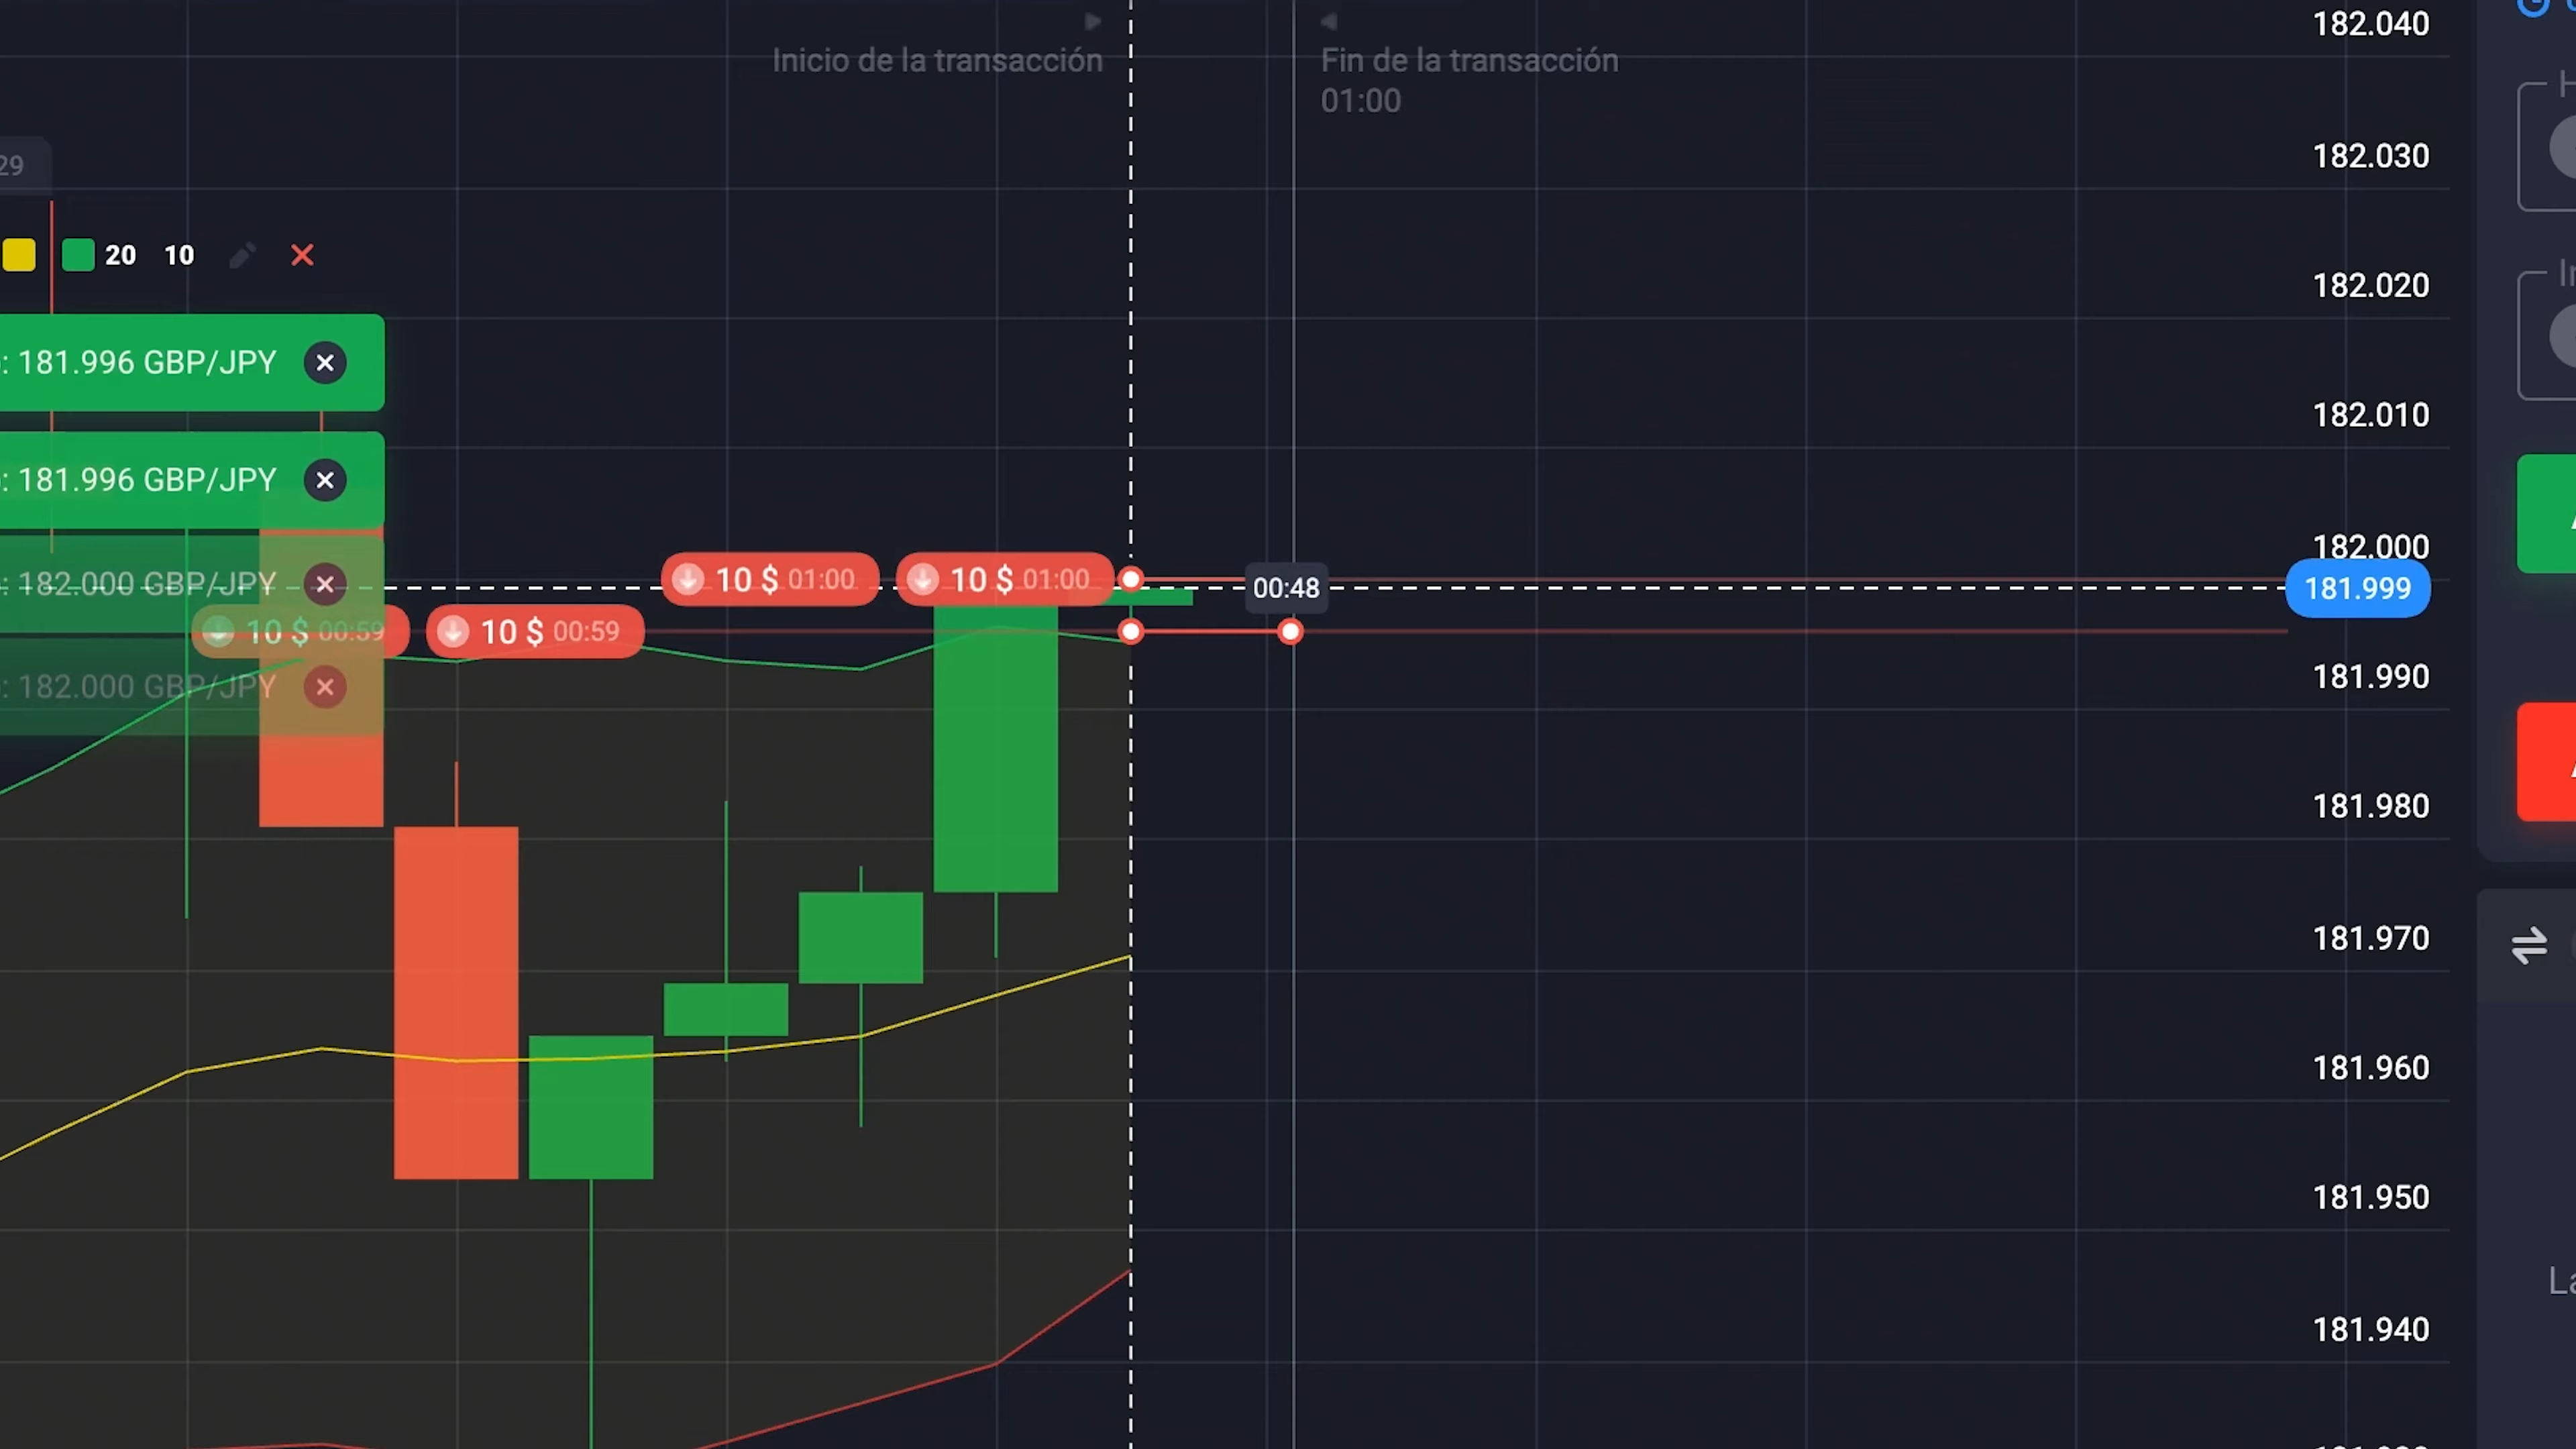 182.040
Inicio de la transacción
Fin de la transacción
01:00
182.030
29
20 10
182.020
: 181.996 GBP/JPY
182.010
: 181.996 GBP/JPY
182.000
: 182.000 GBP/JPY
10 $ 01:00
10 $ 01:00
00:48
181.999
10 $ 00:59
10 $ 00:59
: 182.000 GBP/JPY
181.990
181.980
181.970
181.960
181.950
La
181.940